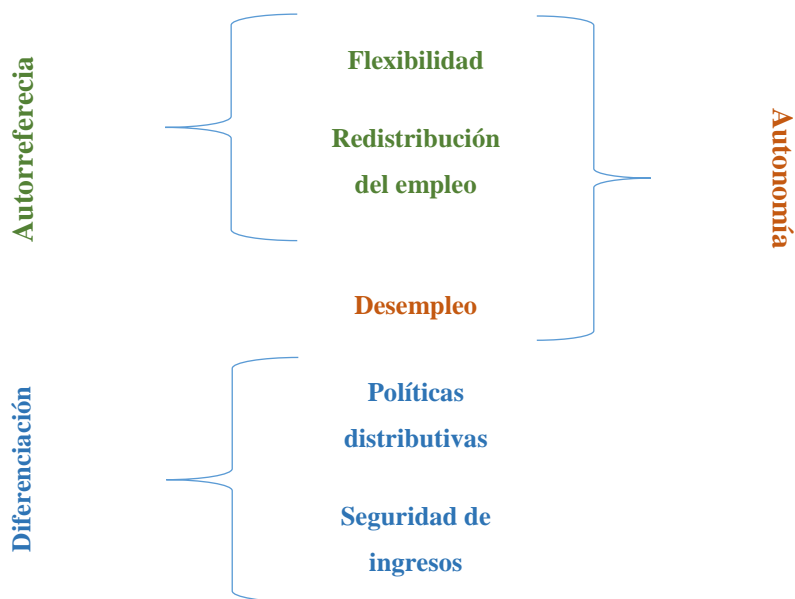 Autorreferecia
Flexibilidad
Redistribución
del empleo
Autonomía
Desempleo
Diferenciación
Políticas
distributivas
Seguridad de
ingresos